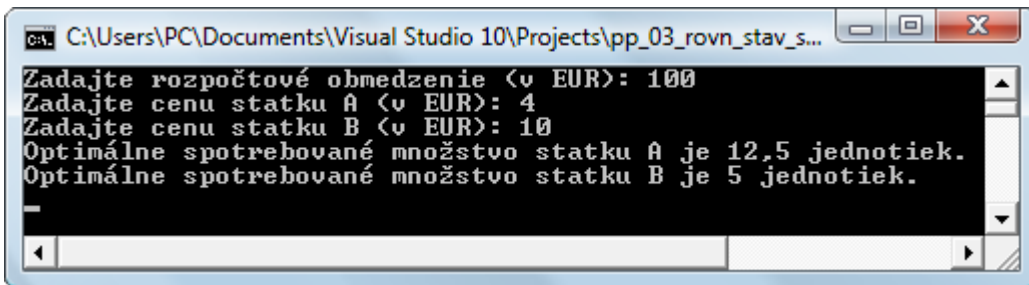 C:\Users\PC\Documents\Visual Studio 10\Projects\pp_03_rovn_stav_s...
Zadajte rozpočtové obmedzenie (v EUR): 100
Zadajte cenu statku A (v EUR): 4
Zadajte cenu statku B (v EUR): 10
Optimálne spotrebované množstvo statku A je 12,5 jednotiek.
Optimálne spotrebované množstvo statku B je 5 jednotiek.